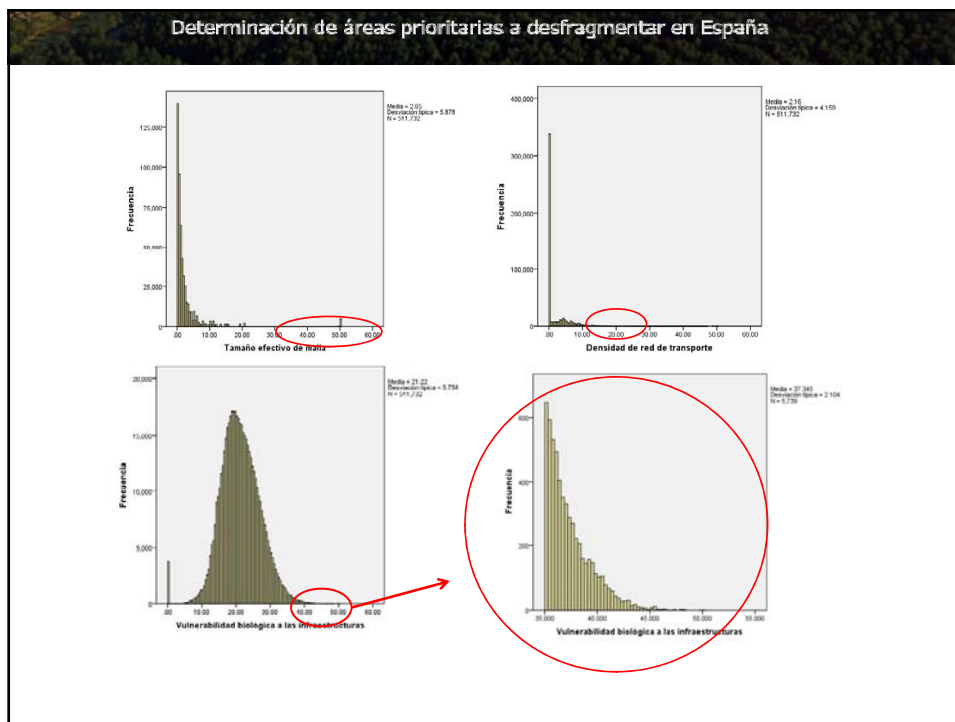 Determinación de áreas prioritarias a desfragmentar en España
Media = 2.65
Desviación típica = 5.878
N = 511,732
125,000
100,000
75,000
50,000
25,000
0
Frecuencia
.00 10.00 20.00 30.00 40.00 50.00 60.00
Tamaño efectivo de malla
Media = 2.16
Desviación típica = 4.159
N = 511,732
400,000
300,000
200,000
100,000
0
Frecuencia
.00 10.00 20.00 30.00 40.00 50.00 60.00
Densidad de red de transporte
Media = 21.22
Desviación típica = 5.734
N = 511,732
20,000
15,000
10,000
5,000
0
Frecuencia
.00 10.00 20.00 30.00 40.00 50.00 60.00
Vulnerabilidad biológica a las infraestructuras
Media = 37.345
Desviación típica = 2.104
600
400
200
0
Frecuencia
35.000 40.000 45.000 50.000 55.000
Vulnerabilidad biológica a las infraestructuras